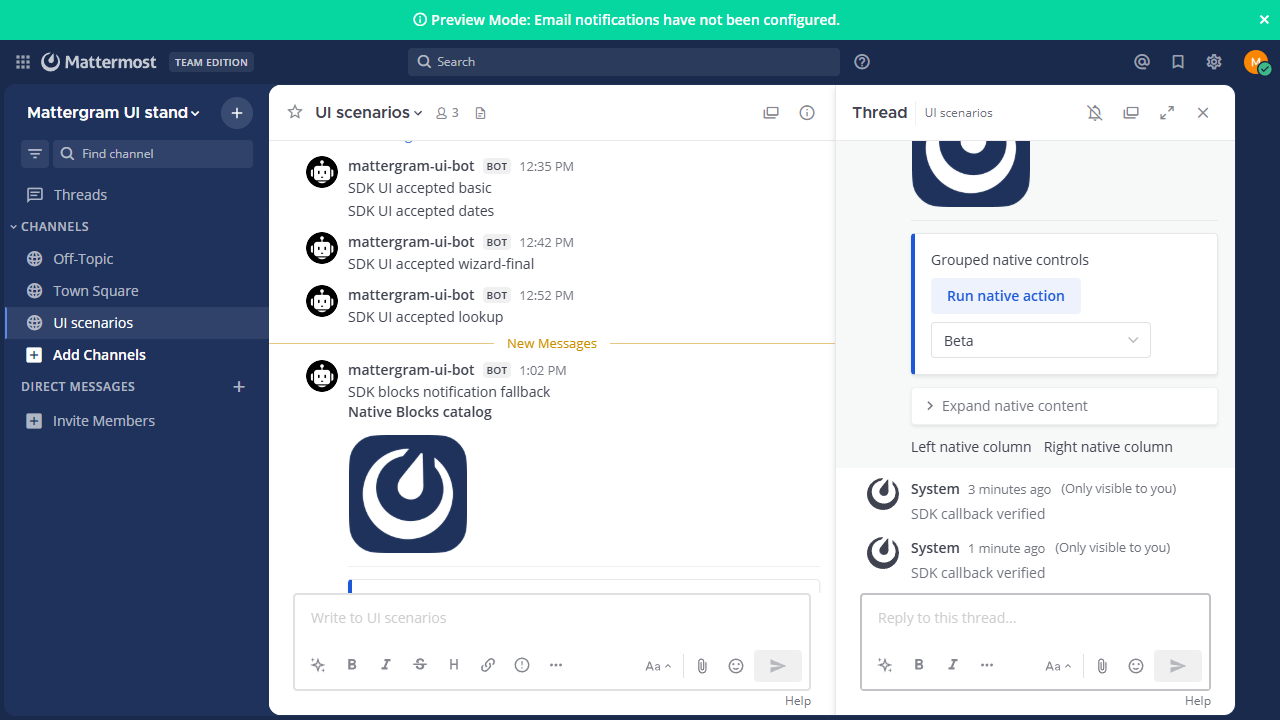 Preview Mode: Email notifications have not been configured.
Mattermost
TEAM EDITION
Search
M
Mattergram UI stand
Find channel
Threads
CHANNELS
Off-Topic
Town Square
UI scenarios
Add Channels
DIRECT MESSAGES
Invite Members
UI scenarios
3
mattergram-ui-bot BOT 12:35 PM
SDK UI accepted basic
SDK UI accepted dates
mattergram-ui-bot BOT 12:42 PM
SDK UI accepted wizard-final
mattergram-ui-bot BOT 12:52 PM
SDK UI accepted lookup
New Messages
mattergram-ui-bot BOT 1:02 PM
SDK blocks notification fallback
Native Blocks catalog
Write to UI scenarios
B I S H Aa
Help
Thread UI scenarios
Grouped native controls
Run native action
Beta
Expand native content
Left native column Right native column
System 3 minutes ago (Only visible to you)
SDK callback verified
System 1 minute ago (Only visible to you)
SDK callback verified
Reply to this thread...
B I Aa
Help